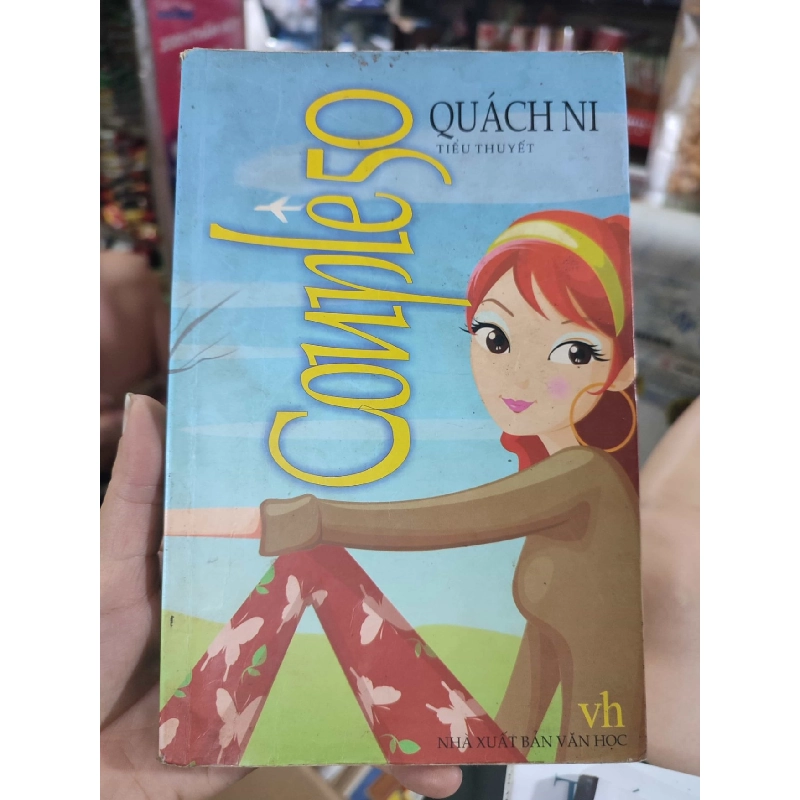 QUÁCH NI
TIỂU THUYẾT
Couple 50
vh
NHÀ XUẤT BẢN VĂN HỌC